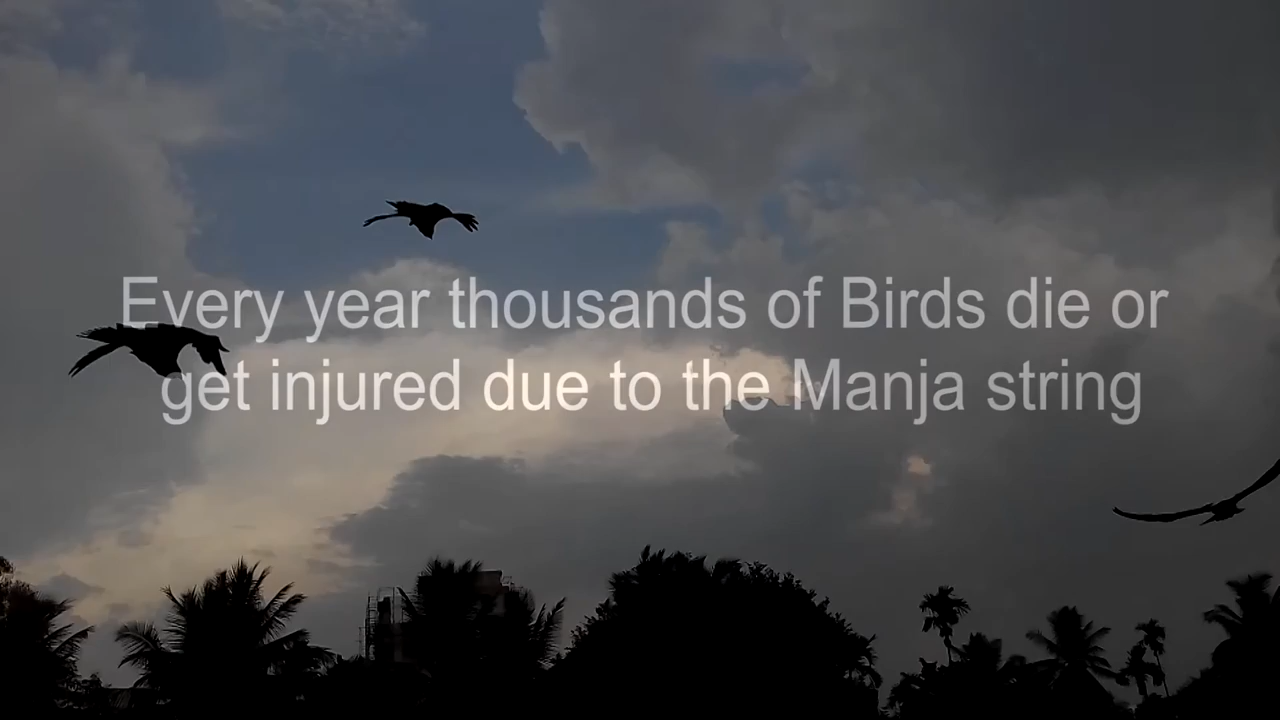 Every year thousands of Birds die or
get injured due to the Manja string